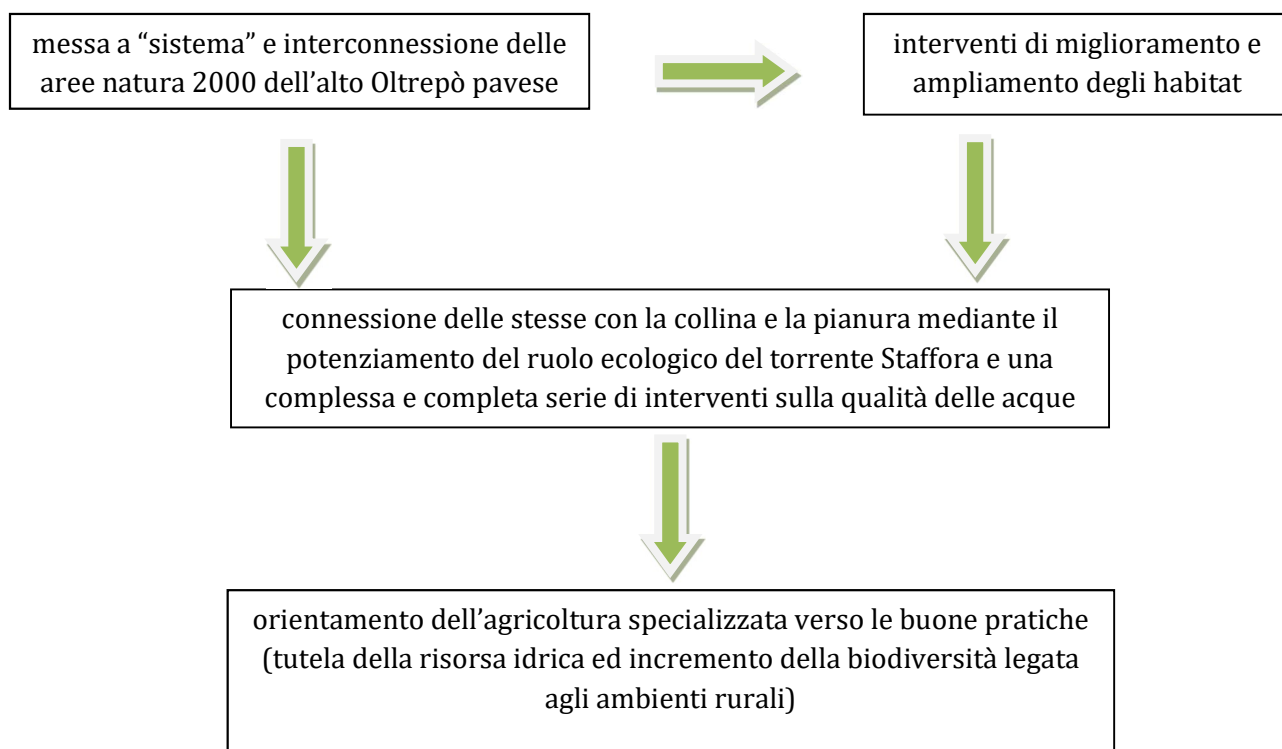 messa a “sistema” e interconnessione delle
aree natura 2000 dell’alto Oltrepò pavese
interventi di miglioramento e
ampliamento degli habitat
connessione delle stesse con la collina e la pianura mediante il
potenziamento del ruolo ecologico del torrente Staffora e una
complessa e completa serie di interventi sulla qualità delle acque
orientamento dell’agricoltura specializzata verso le buone pratiche
(tutela della risorsa idrica ed incremento della biodiversità legata
agli ambienti rurali)